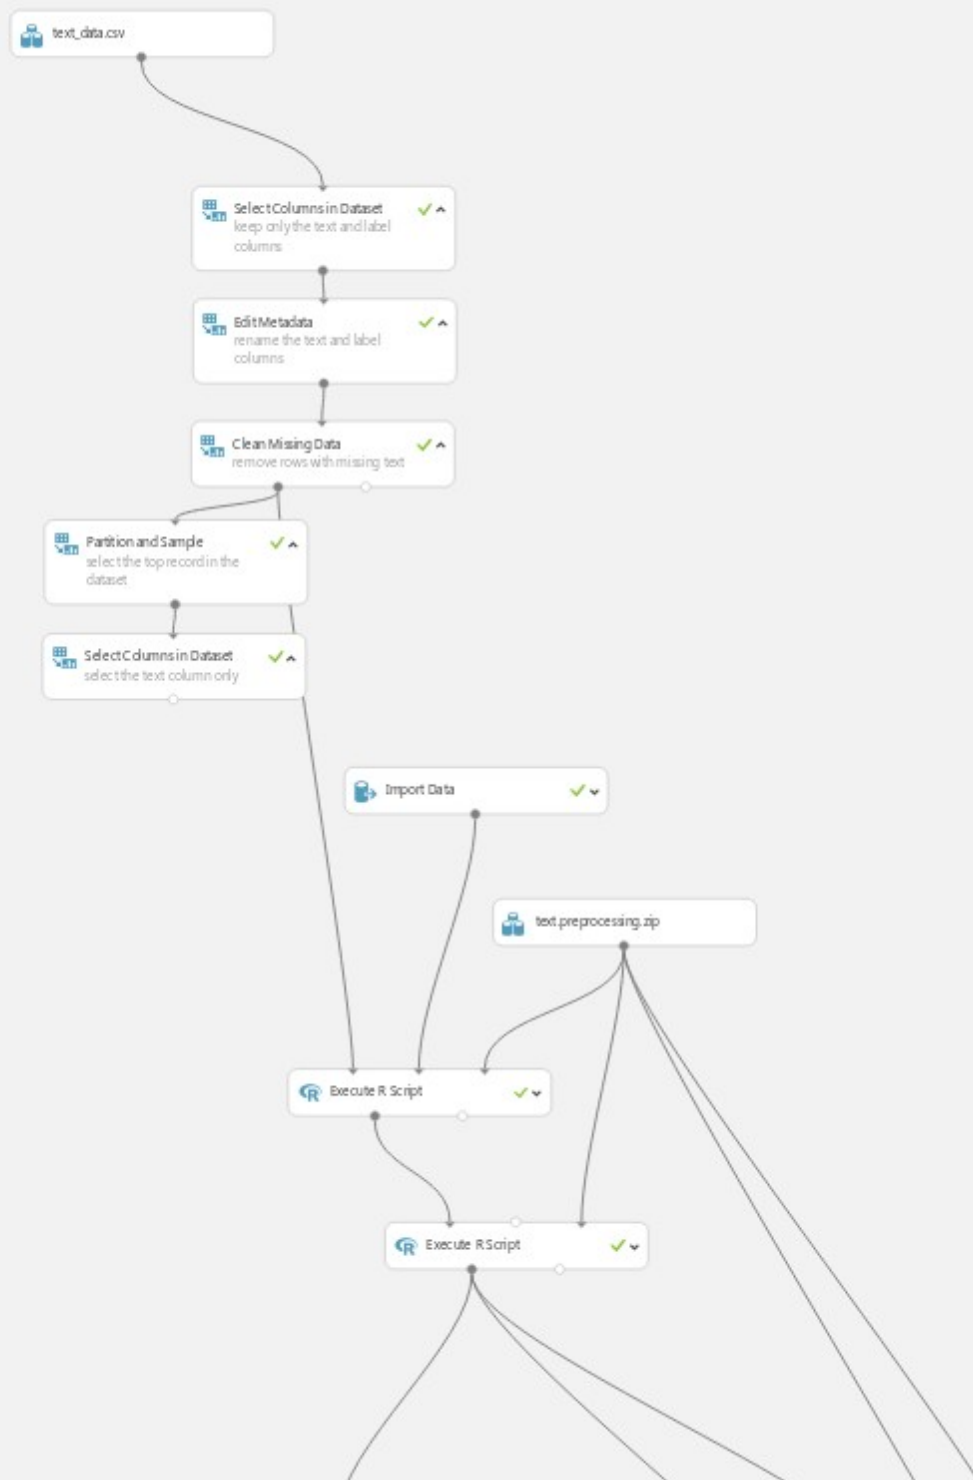 text_data.csv
Select Columns in Dataset
keep only the text and label
columns
Edit Metadata
rename the text and label
columns
Clean Missing Data
remove rows with missing text
Partition and Sample
select the top record in the
dataset
Select Columns in Dataset
select the text column only
Import Data
text.preprocessing.zip
Execute R Script
Execute R Script